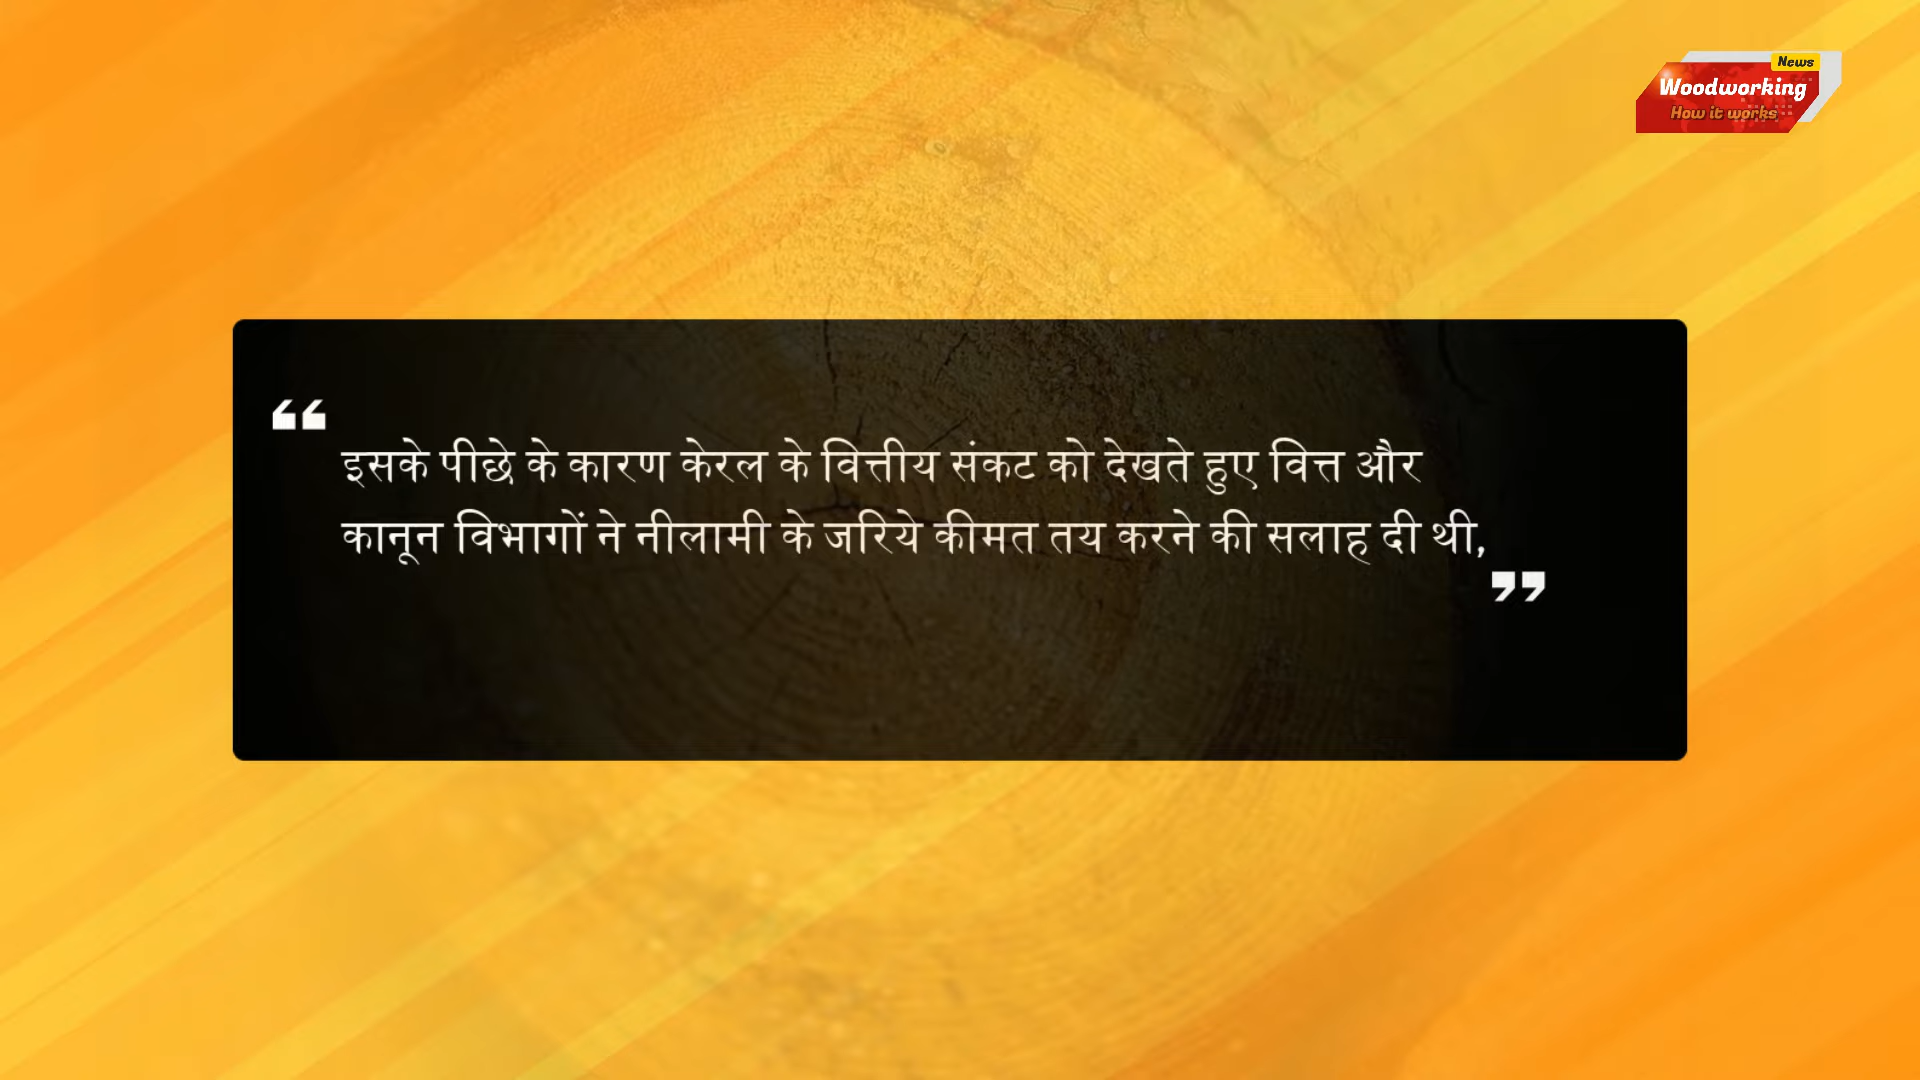 News
Woodworking
How it works
“ इसके पीछे के कारण केरल के वित्तीय संकट को देखते हुए वित्त और
कानून विभागों ने नीलामी के जरिये कीमत तय करने की सलाह दी थी, ”